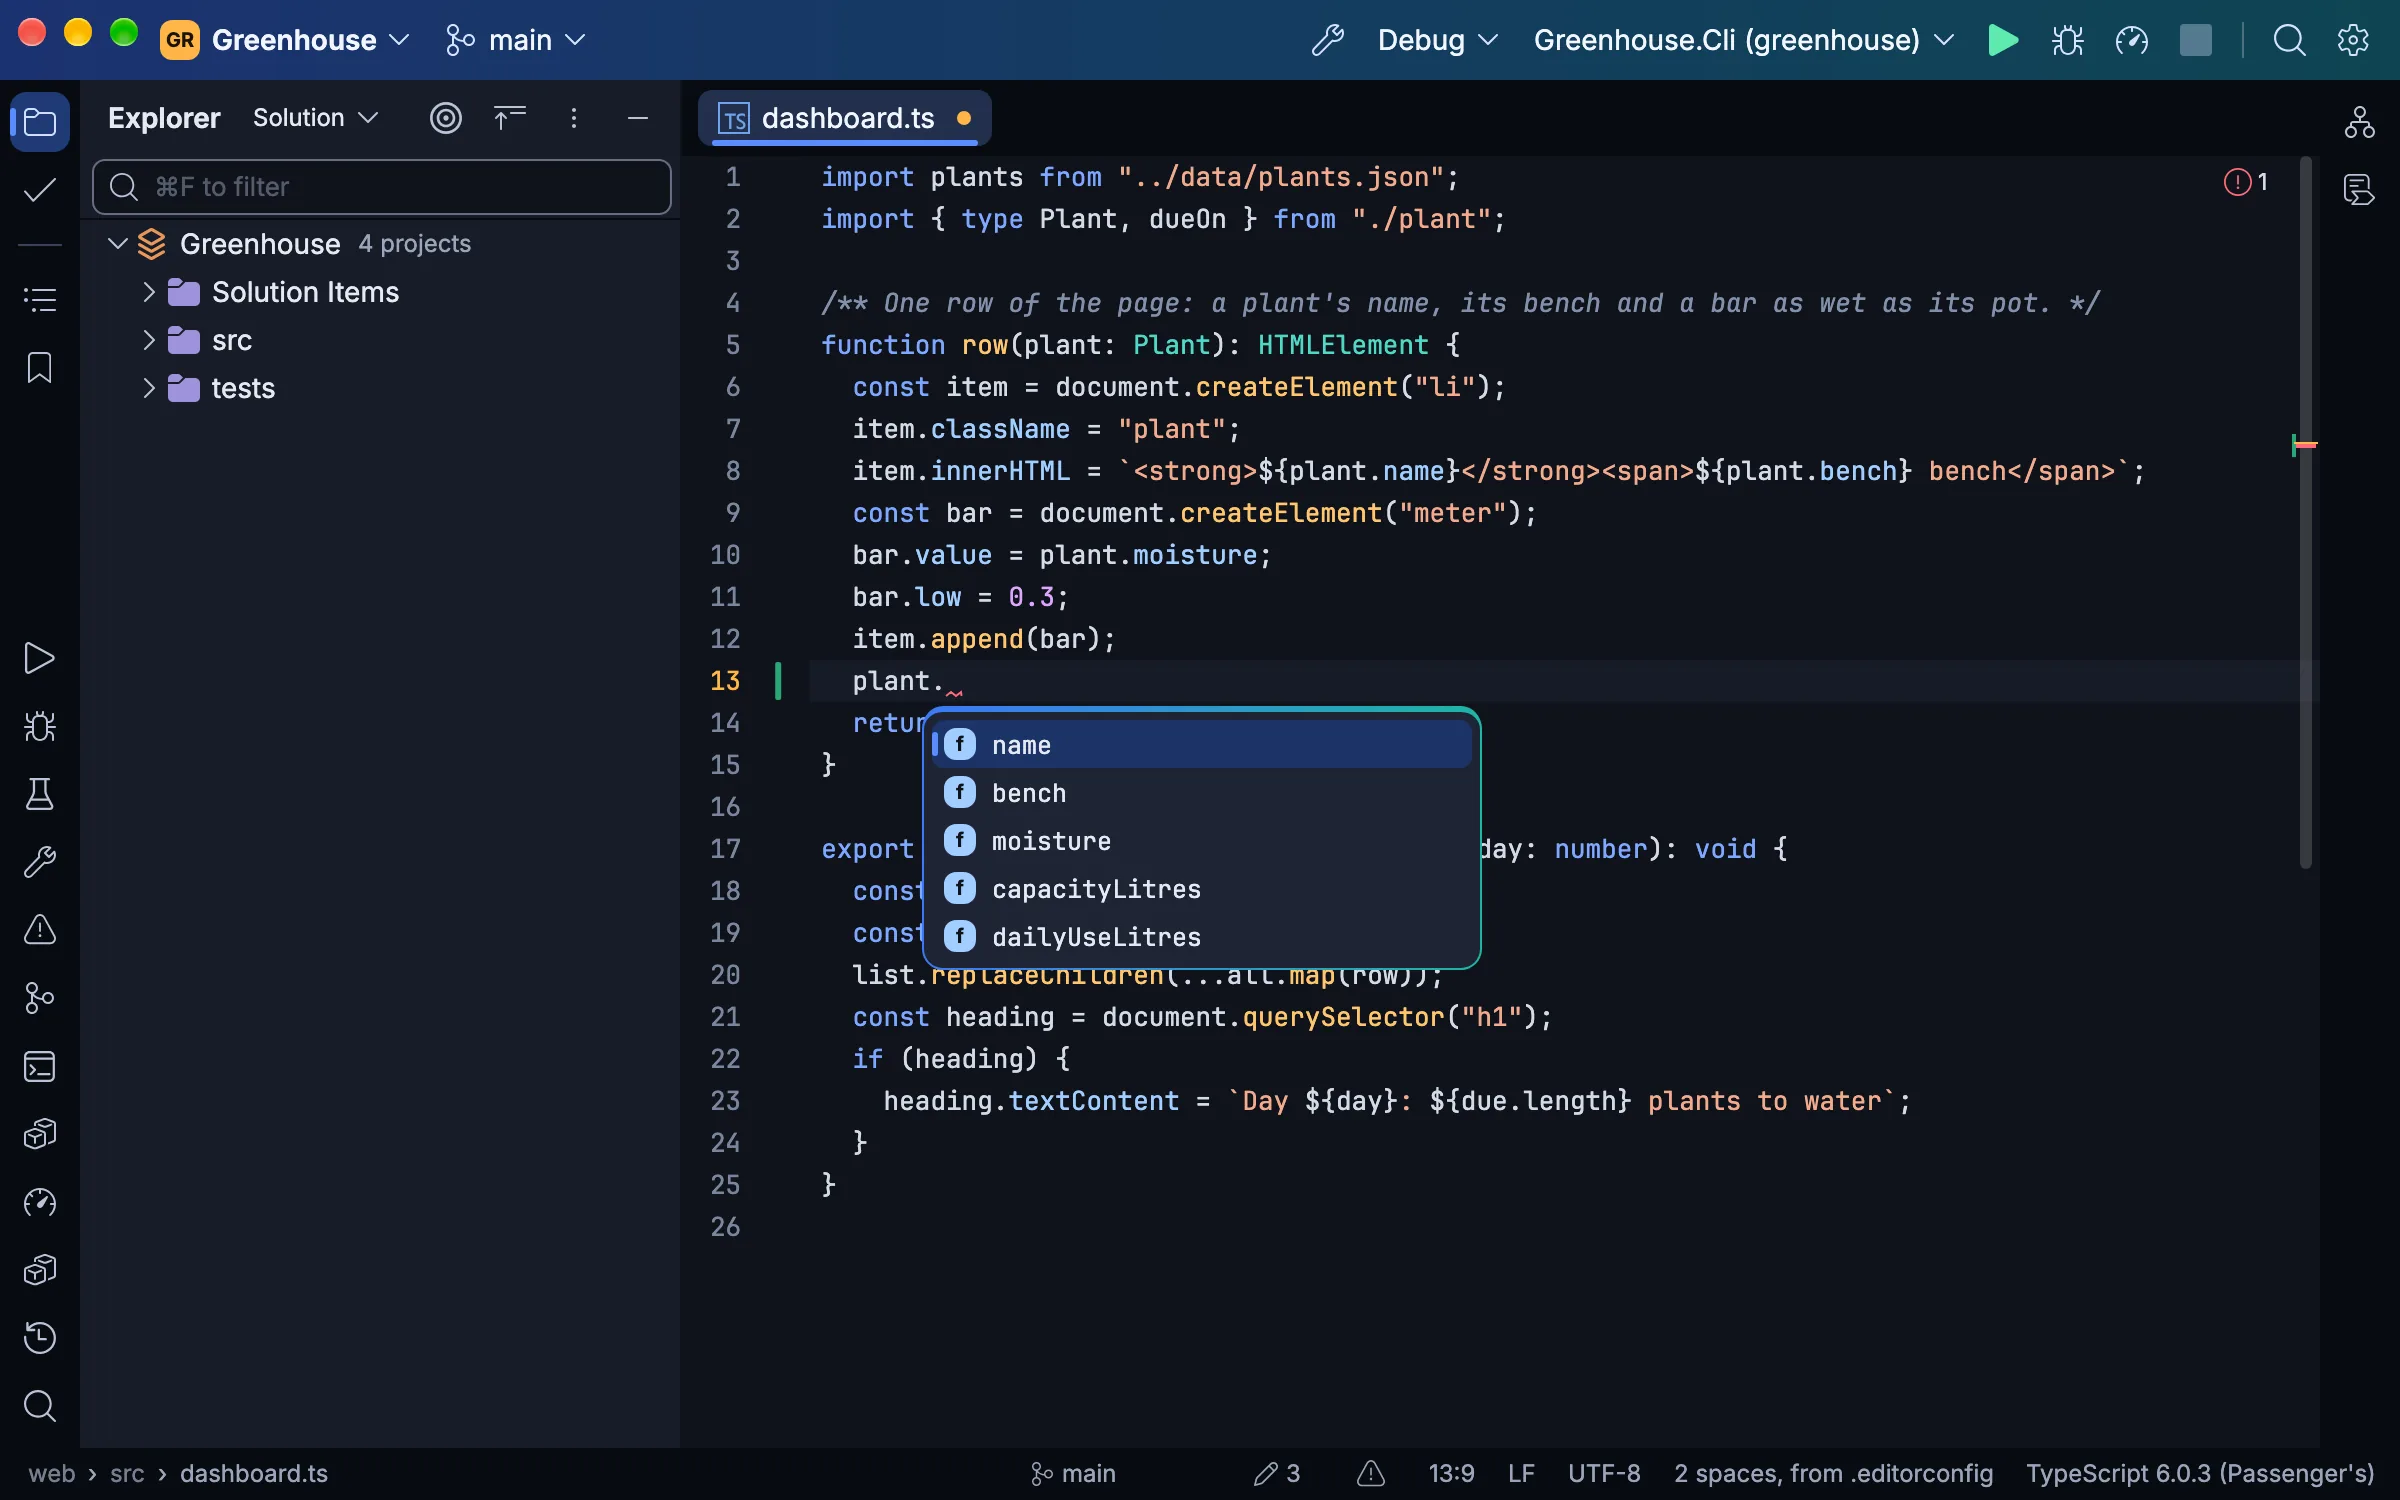 GR Greenhouse main Debug Greenhouse.Cli (greenhouse)
Explorer Solution
⌘F to filter
Greenhouse 4 projects
Solution Items
src
tests
TS dashboard.ts
1
1 import plants from "../data/plants.json";
2 import { type Plant, dueOn } from "./plant";
3
4 /** One row of the page: a plant's name, its bench and a bar as wet as its pot. */
5 function row(plant: Plant): HTMLElement {
6 const item = document.createElement("li");
7 item.className = "plant";
8 item.innerHTML = `<strong>${plant.name}</strong><span>${plant.bench} bench</span>`;
9 const bar = document.createElement("meter");
10 bar.value = plant.moisture;
11 bar.low = 0.3;
12 item.append(bar);
13 plant.
14 retur
15 }
16
17 export day: number): void {
18 const
19 const
20 list.replaceChildren(...all.map(row));
21 const heading = document.querySelector("h1");
22 if (heading) {
23 heading.textContent = `Day ${day}: ${due.length} plants to water`;
24 }
25 }
26
f name
f bench
f moisture
f capacityLitres
f dailyUseLitres
web › src › dashboard.ts main 3 13:9 LF UTF-8 2 spaces, from .editorconfig TypeScript 6.0.3 (Passenger's)